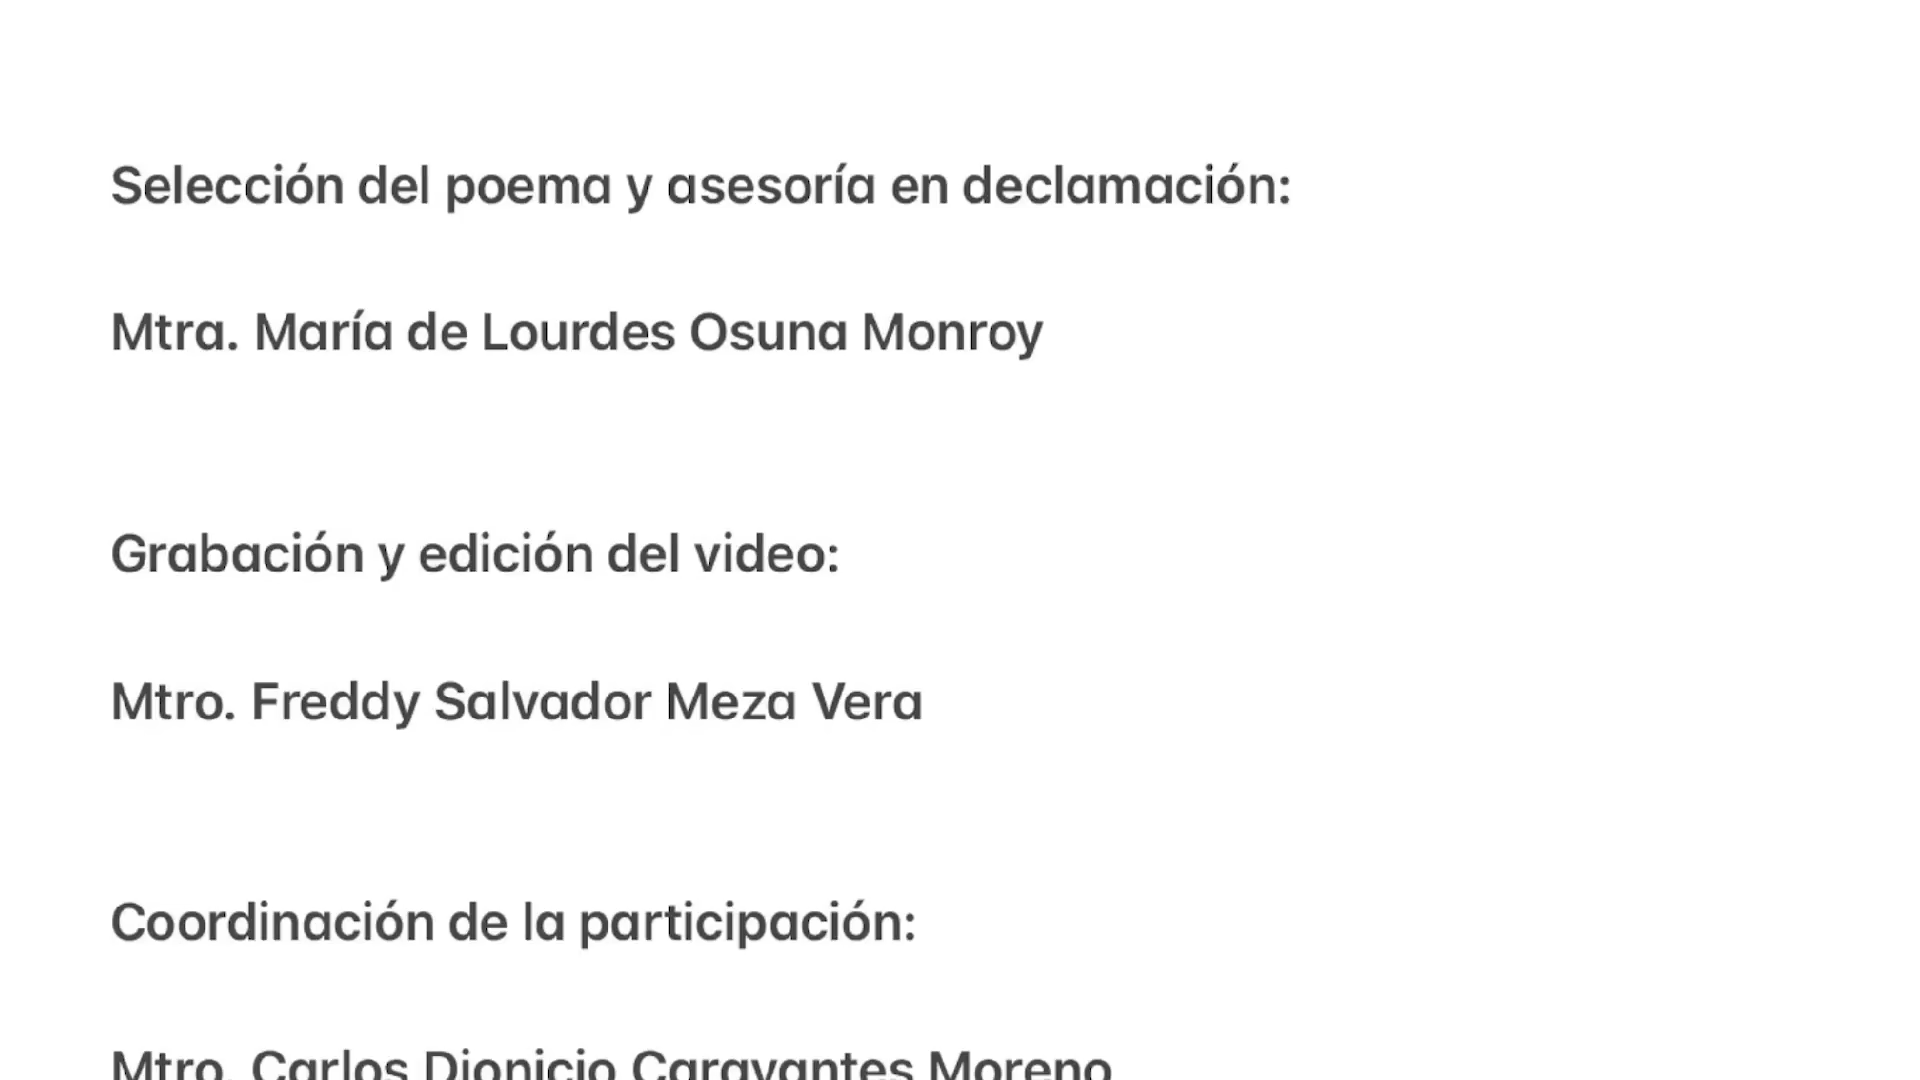 Selección del poema y asesoría en declamación:
Mtra. María de Lourdes Osuna Monroy
Grabación y edición del video:
Mtro. Freddy Salvador Meza Vera
Coordinación de la participación:
Mtro. Carlos Dionicio Caravantes Moreno